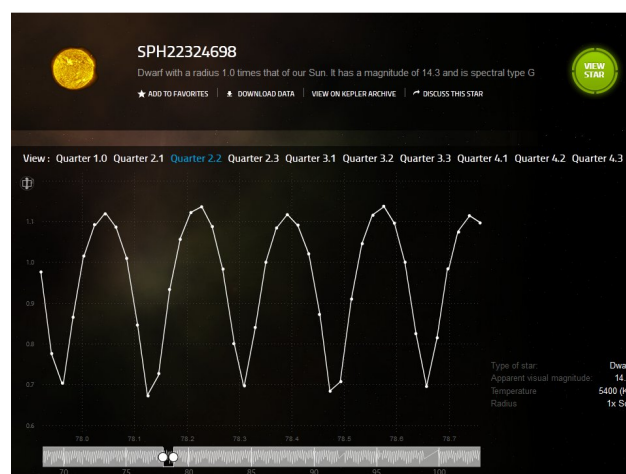 SPH22324698
Dwarf with a radius 1.0 times that of our Sun. It has a magnitude of 14.3 and is spectral type G
VIEW
STAR
ADD TO FAVORITES DOWNLOAD DATA VIEW ON KEPLER ARCHIVE DISCUSS THIS STAR
View : Quarter 1.0 Quarter 2.1 Quarter 2.2 Quarter 2.3 Quarter 3.1 Quarter 3.2 Quarter 3.3 Quarter 4.1 Quarter 4.2 Quarter 4.3
1.1
1.0
0.9
0.8
0.7
0.6
Type of star: Dwa
Apparent visual magnitude: 14.
Temperature 5400 (K
Radius 1x S
78.0 78.1 78.2 78.3 78.4 78.5 78.6 78.7
70 75 80 85 90 95 100